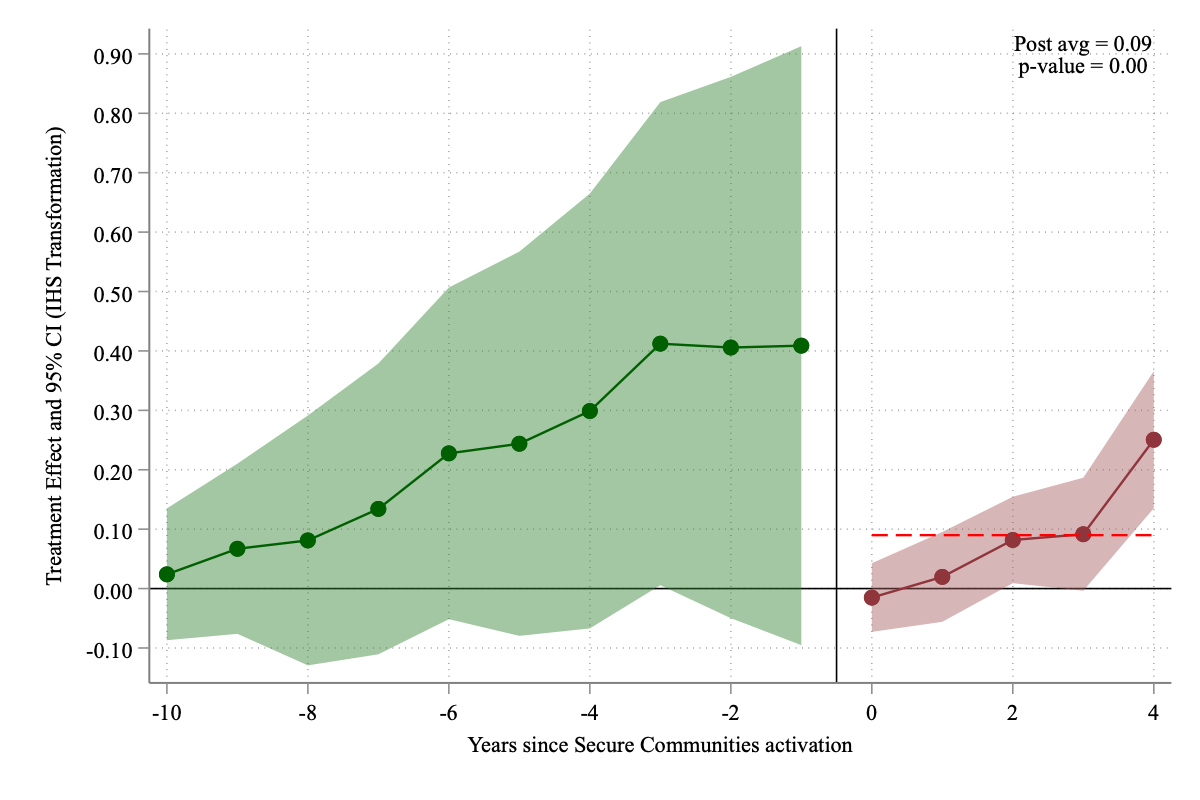 Post avg = 0.09
p-value = 0.00
Treatment Effect and 95% CI (IHS Transformation)
0.90
0.80
0.70
0.60
0.50
0.40
0.30
0.20
0.10
0.00
-0.10
-10 -8 -6 -4 -2 0 2 4
Years since Secure Communities activation